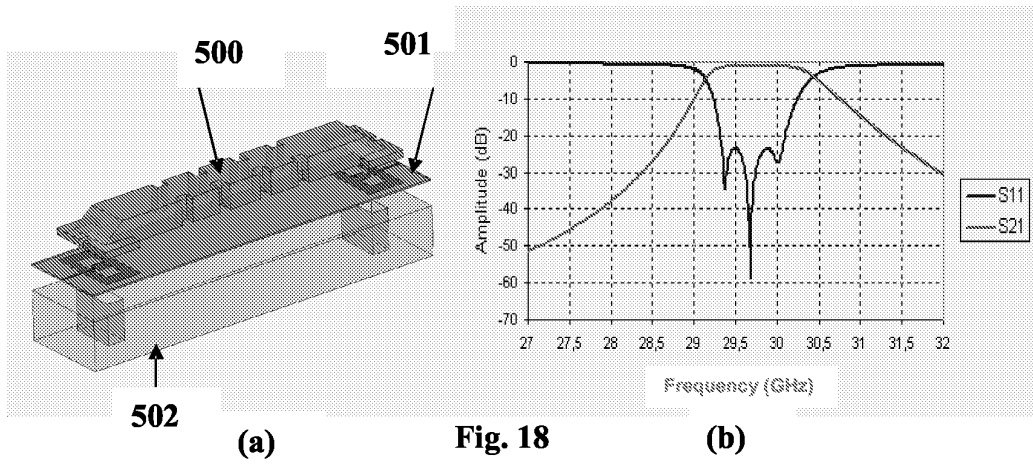 500
501
502
(a)
Fig. 18
(b)
Amplitude (dB)
0
-10
-20
-30
-40
-50
-60
-70
27 27,5 28 28,5 29 29,5 30 30,5 31 31,5 32
Frequency (GHz)
S11
S21